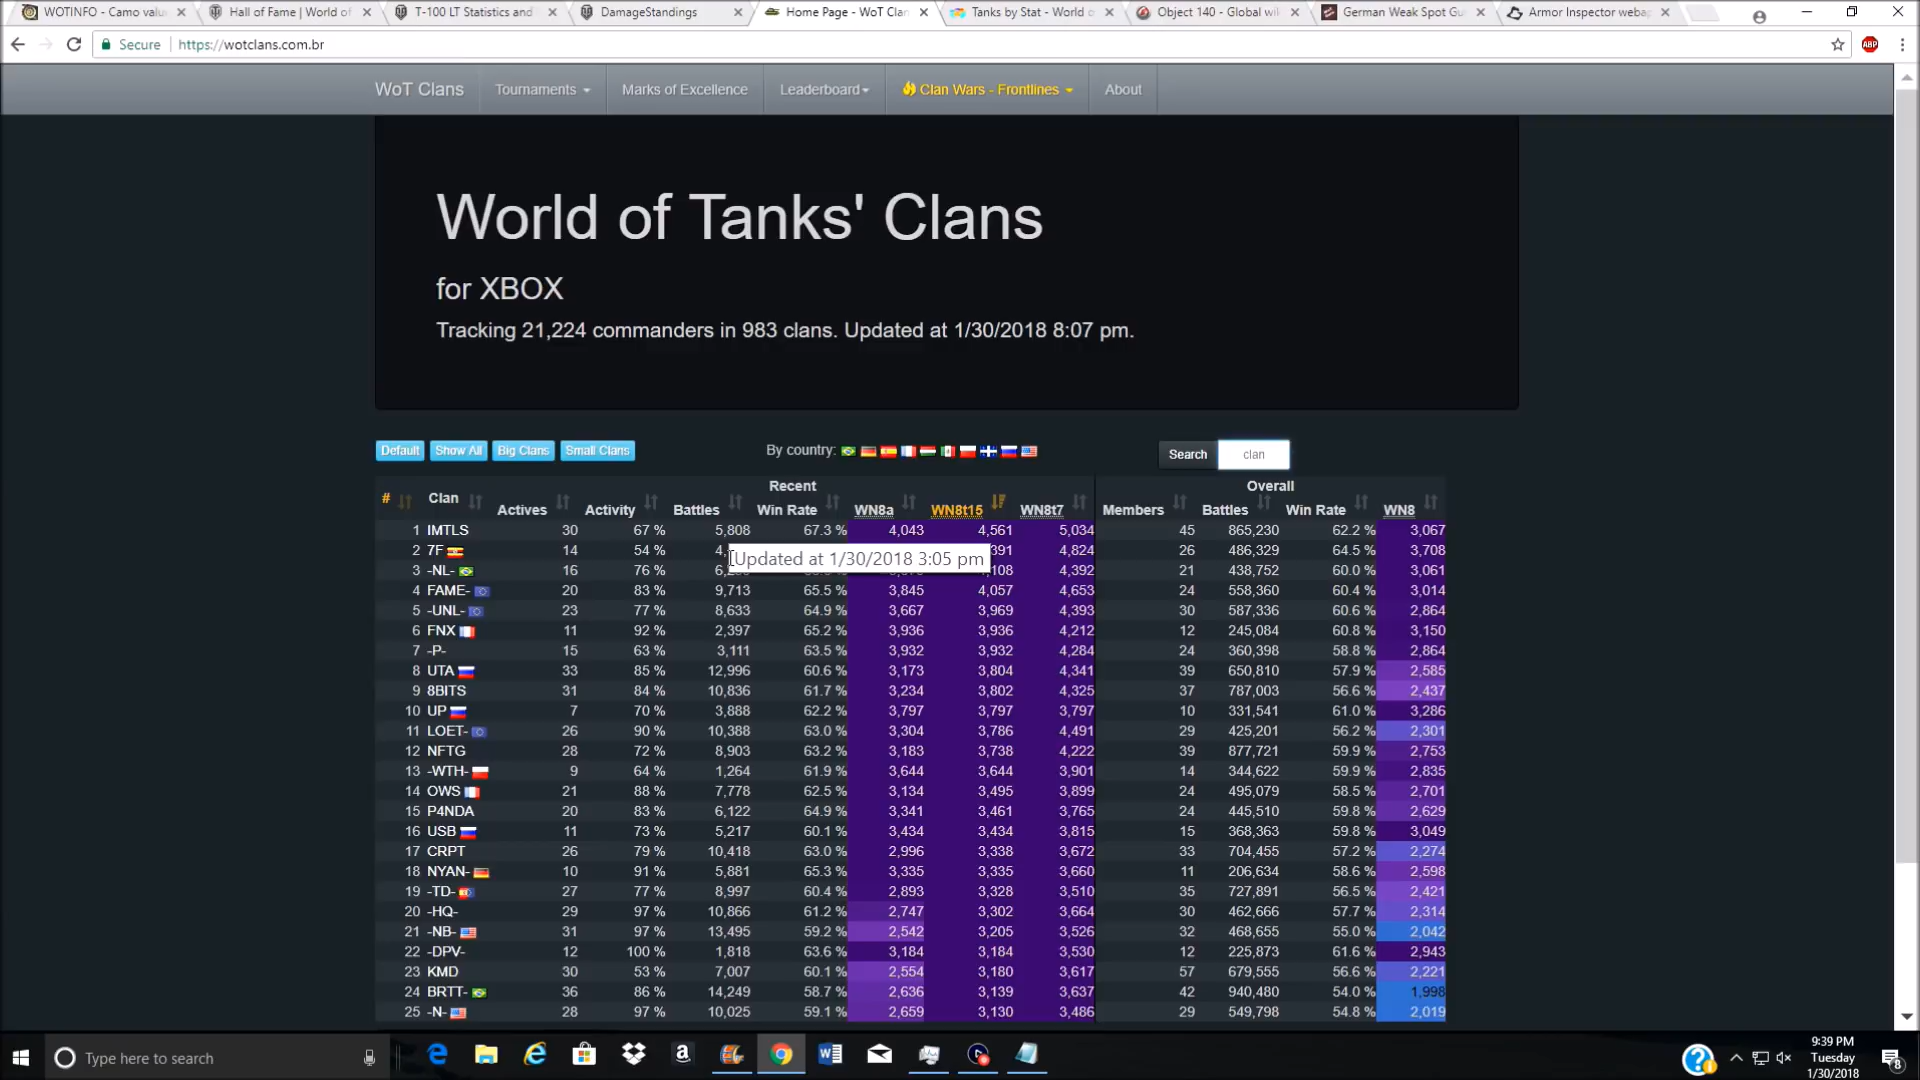 WOTINFO - Camo valu
Hall of Fame | World of
T-100 LT Statistics and
DamageStandings
Home Page - WoT Clan
Tanks by Stat - World o
Object 140 - Global wi
German Weak Spot Gu
Armor Inspector weba
Secure https://wotclans.com.br
WoT Clans Tournaments Marks of Excellence Leaderboard Clan Wars - Frontlines About
World of Tanks' Clans
for XBOX
Tracking 21,224 commanders in 983 clans. Updated at 1/30/2018 8:07 pm.
Default Show All Big Clans Small Clans By country: Search clan
Recent Overall
# Clan Actives Activity Battles Win Rate WN8a WN8t15 WN8t7 Members Battles Win Rate WN8
1 IMTLS 30 67 % 5,808 67.3 % 4,043 4,561 5,034 45 865,230 62.2 % 3,067
2 7F 14 54 % 4, 391 4,824 26 486,329 64.5 % 3,708
Updated at 1/30/2018 3:05 pm
3 -NL- 16 76 % 108 4,392 21 438,752 60.0 % 3,061
4 FAME- 20 83 % 9,713 65.5 % 3,845 4,057 4,653 24 558,360 60.4 % 3,014
5 -UNL- 23 77 % 8,633 64.9 % 3,667 3,969 4,393 30 587,336 60.6 % 2,864
6 FNX 11 92 % 2,397 65.2 % 3,936 3,936 4,212 12 245,084 60.8 % 3,150
7 -P- 15 63 % 3,111 63.5 % 3,932 3,932 4,284 24 360,398 58.8 % 2,864
8 UTA 33 85 % 12,996 60.6 % 3,173 3,804 4,341 39 650,810 57.9 % 2,585
9 8BITS 31 84 % 10,836 61.7 % 3,234 3,802 4,325 37 787,003 56.6 % 2,437
10 UP 7 70 % 3,888 62.2 % 3,797 3,797 3,797 10 331,541 61.0 % 3,286
11 LOET- 26 90 % 10,388 63.0 % 3,304 3,786 4,491 29 425,201 56.2 % 2,301
12 NFTG 28 72 % 8,903 63.2 % 3,183 3,738 4,222 39 877,721 59.9 % 2,753
13 -WTH- 9 64 % 1,264 61.9 % 3,644 3,644 3,901 14 344,622 59.9 % 2,835
14 OWS 21 88 % 7,778 62.5 % 3,134 3,495 3,899 24 495,079 58.5 % 2,701
15 P4NDA 20 83 % 6,122 64.9 % 3,341 3,461 3,765 24 445,510 59.8 % 2,629
16 USB 11 73 % 5,217 60.1 % 3,434 3,434 3,815 15 368,363 59.8 % 3,049
17 CRPT 26 79 % 10,418 63.0 % 2,996 3,338 3,672 33 704,455 57.2 % 2,274
18 NYAN- 10 91 % 5,881 65.3 % 3,335 3,335 3,660 11 206,634 58.6 % 2,598
19 -TD- 27 77 % 8,997 60.4 % 2,893 3,328 3,510 35 727,891 56.5 % 2,421
20 -HQ- 29 97 % 10,866 61.2 % 2,747 3,302 3,664 30 462,666 57.7 % 2,314
21 -NB- 31 97 % 13,495 59.2 % 2,542 3,205 3,526 32 468,655 55.0 % 2,042
22 -DPV- 12 100 % 1,818 63.6 % 3,184 3,184 3,530 12 225,873 61.6 % 2,943
23 KMD 30 53 % 7,007 60.1 % 2,554 3,180 3,617 57 679,555 56.6 % 2,221
24 BRTT- 36 86 % 14,249 58.7 % 2,636 3,139 3,637 42 940,480 54.0 % 1,998
25 -N- 28 97 % 10,025 59.1 % 2,659 3,130 3,486 29 549,798 54.8 % 2,019
Type here to search
9:39 PM
Tuesday
1/30/2018
8
ABP